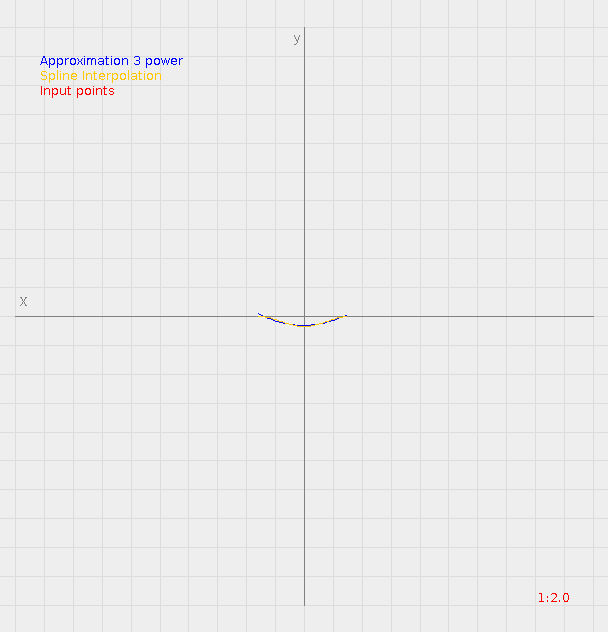 y
Approximation 3 power
Spline Interpolation
Input points
X
1:2.0